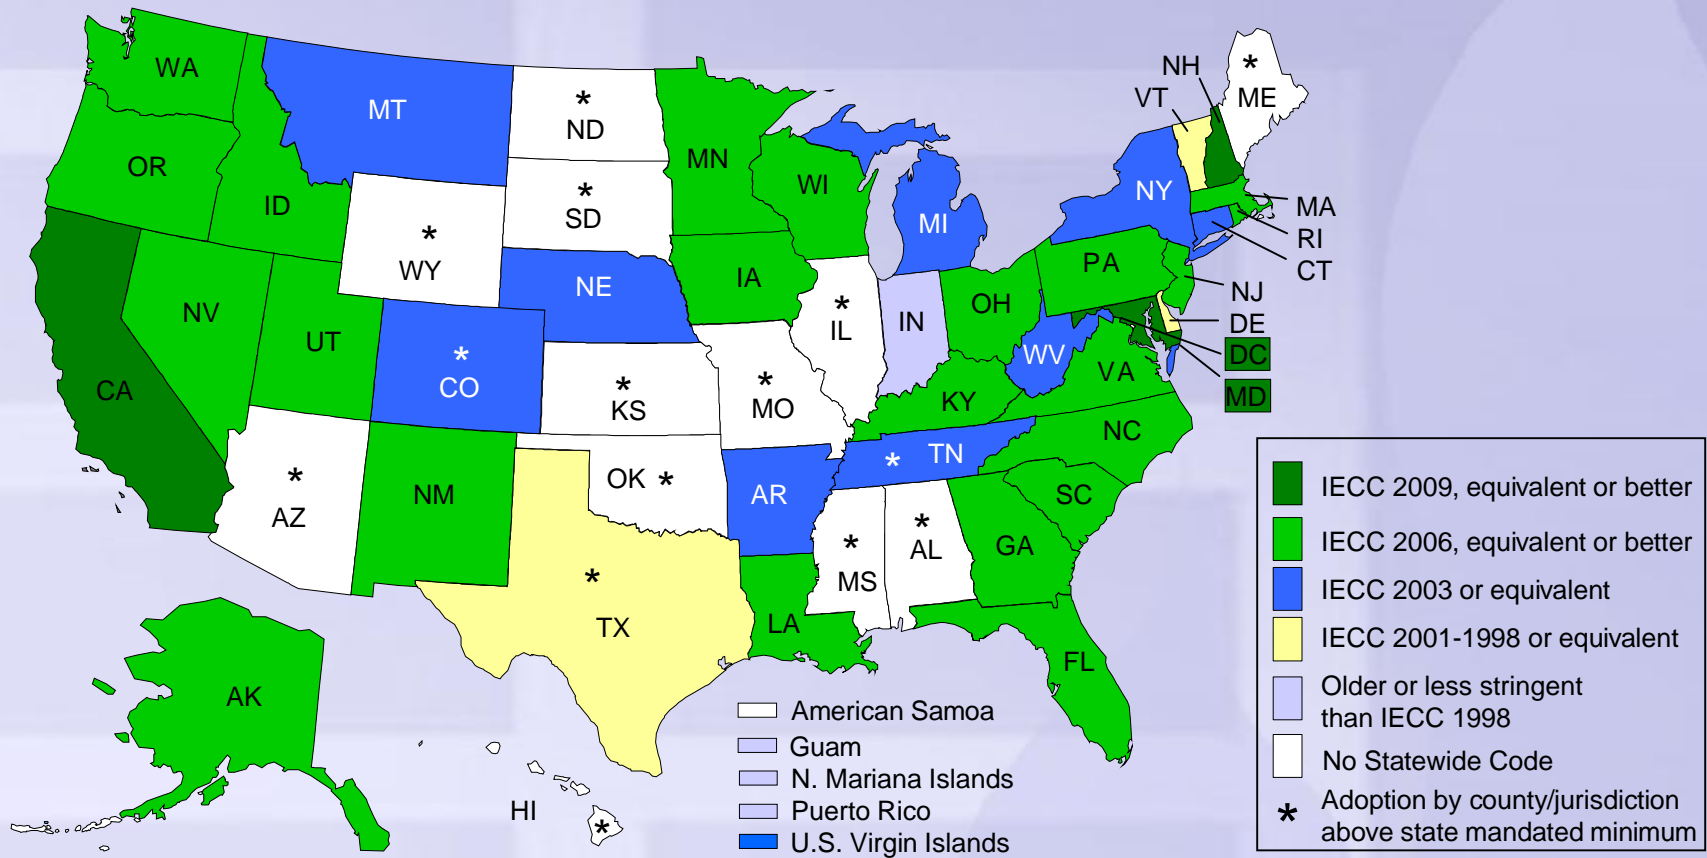 WA
MT
*
ND
OR
ID
*
SD
*
WY
MN
WI
MI
NH
VT
*
ME
NY
MA
RI
CT
NJ
DE
DC
MD
NE
IA
*
IL
IN
OH
PA
WV
VA
NV
UT
CA
*
CO
*
KS
*
MO
KY
NC
* TN
SC
*
AZ
NM
OK *
AR
*
MS
*
AL
GA
*
TX
LA
FL
AK
HI
*
American Samoa
Guam
N. Mariana Islands
Puerto Rico
U.S. Virgin Islands
IECC 2009, equivalent or better
IECC 2006, equivalent or better
IECC 2003 or equivalent
IECC 2001-1998 or equivalent
Older or less stringent
than IECC 1998
No Statewide Code
* Adoption by county/jurisdiction
above state mandated minimum